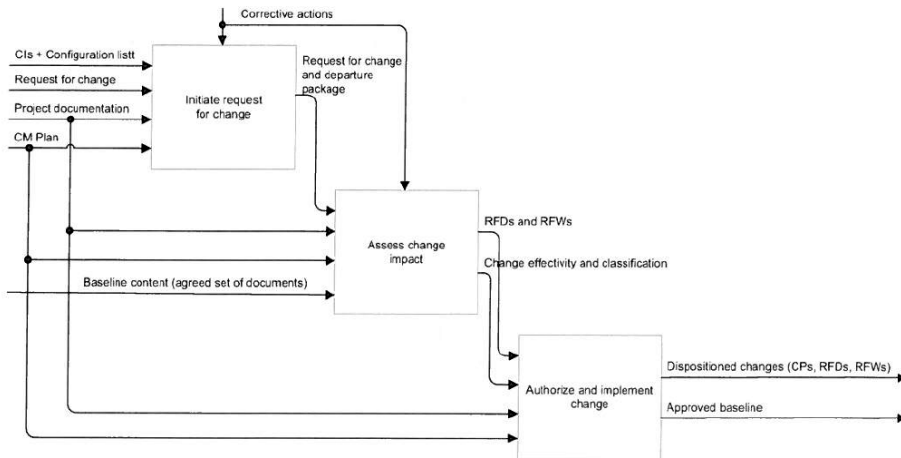 Corrective actions
CIs + Configuration listt
Request for change
Project documentation
CM Plan
Initiate request
for change
Request for change
and departure
package
Assess change
impact
RFDs and RFWs
Change effectivity and classification
Baseline content (agreed set of documents)
Authorize and implement
change
Dispositioned changes (CPs, RFDs, RFWs)
Approved baseline